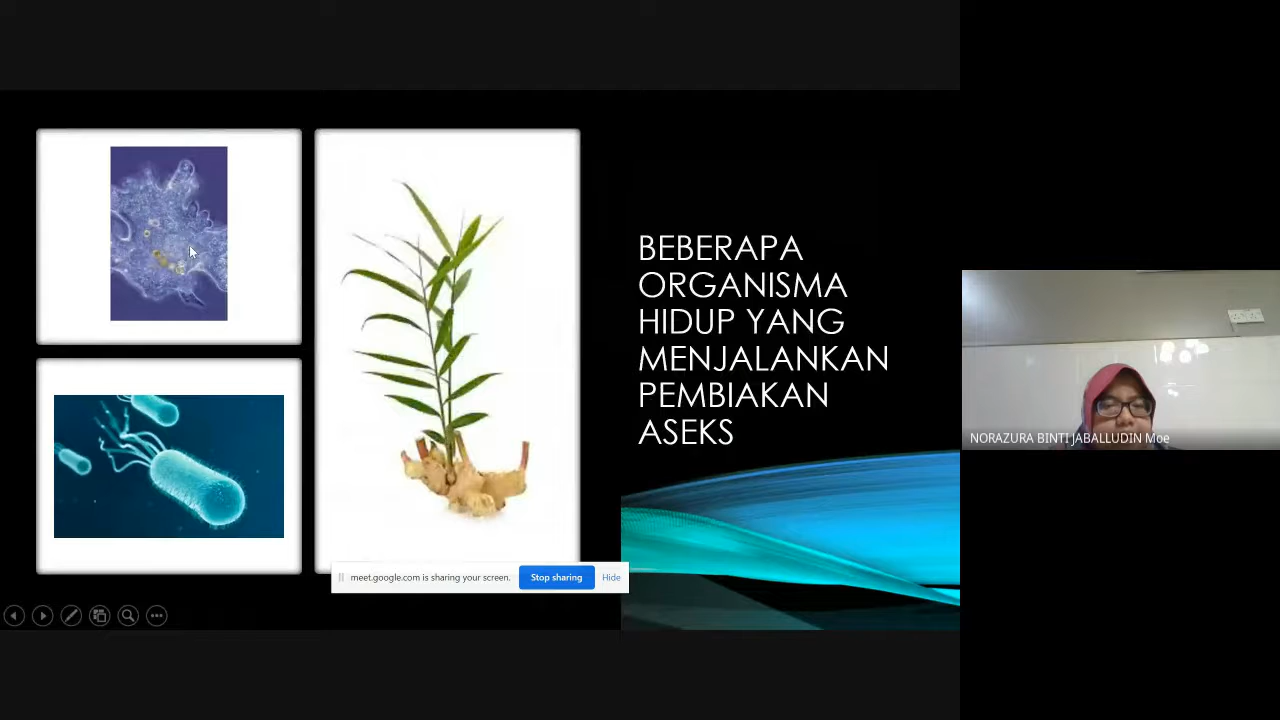 BEBERAPA
ORGANISMA
HIDUP YANG
MENJALANKAN
PEMBIAKAN
ASEKS
NORAZURA BINTI JABALLUDIN Moe
meet.google.com is sharing your screen.
Stop sharing
Hide